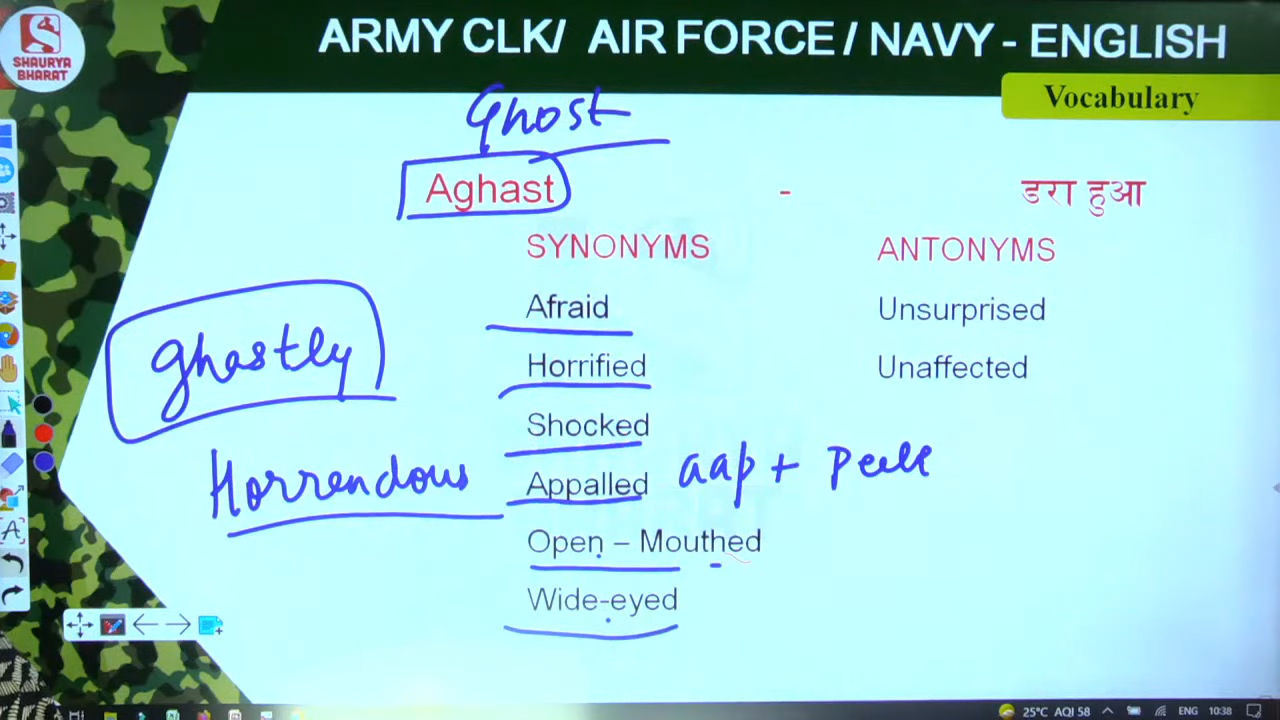 ARMY CLK/ AIR FORCE / NAVY - ENGLISH
SHAURYA
BHARAT
Vocabulary
Ghost
Aghast - डरा हुआ
SYNONYMS ANTONYMS
Afraid Unsurprised
Ghastly
Horrified Unaffected
Shocked
Horrendous
Appalled aap +
Open – Mouthed
Wide-eyed
25°C AQI 58 ENG 10:38